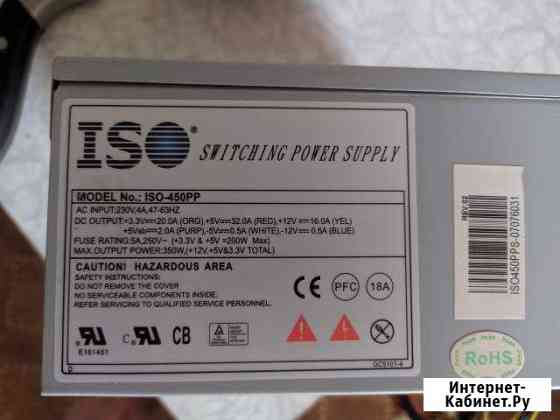 ISO® SWITCHING POWER SUPPLY
MODEL No.: ISO-450PP
AC INPUT:230V,4A,47-63HZ
DC OUTPUT:+3.3V⎓20.0A (ORG),+5V⎓32.0A (RED),+12V⎓16.0A (YEL)
+5Vsb⎓2.0A (PURP),-5V⎓0.5A (WHITE),-12V⎓0.5A (BLUE)
FUSE RATING:5A,250V~ (+3.3V & +5V =200W Max)
MAX.OUTPUT POWER:350W,(+12V,+5V&3.3V TOTAL)
CAUTION! HAZARDOUS AREA
SAFETY INSTRUCTIONS:
DO NOT REMOVE THE COVER
NO SERVICEABLE COMPONENTS INSIDE.
REFER SERVICING TO QUALIFIED SERVICE PERSONNEL.
CE PFC 18A
E161451
CB
REV: 02
ISO450PP8-07076031
RoHS
PASS
Интернет-
Кабинет.Ру